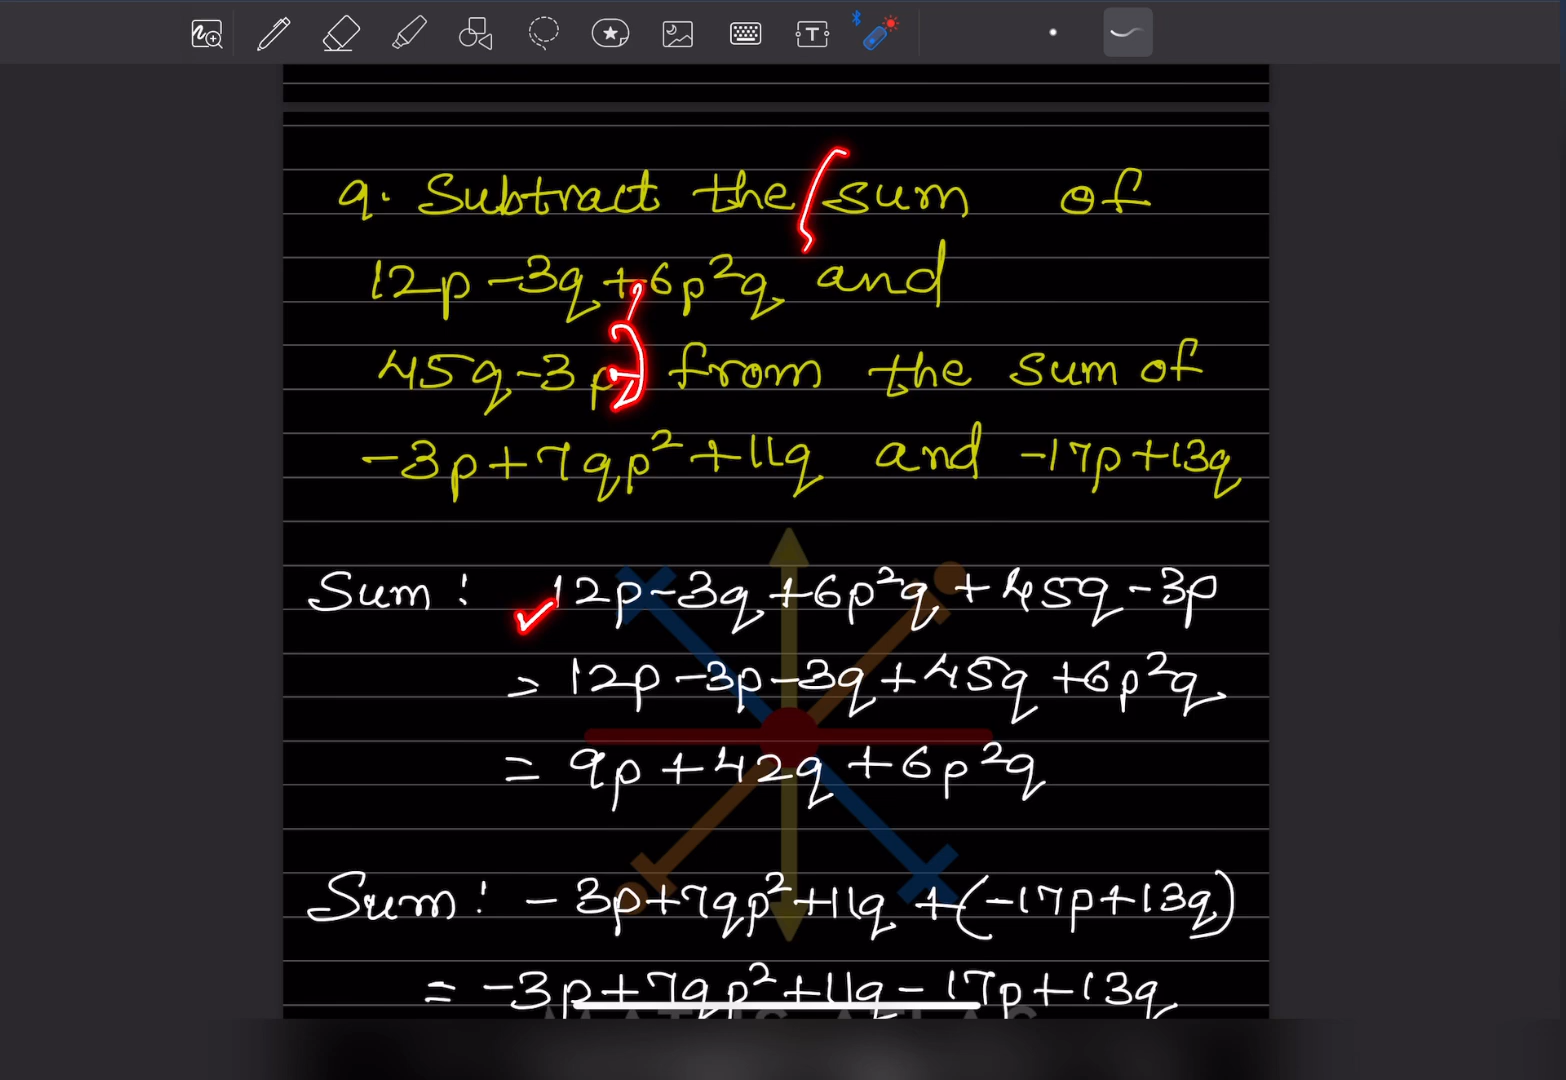 q. Subtract the sum of
12p-3q+6p²q and
45q-3p from the sum of
-3p+7qp²+11q and -17p+13q
Sum: 12p-3q+6p²q+45q-3p
= 12p-3p-3q+45q+6p²q
= 9p+42q+6p²q
Sum: -3p+7qp²+11q+(-17p+13q)
= -3p+7qp²+11q-17p+13q